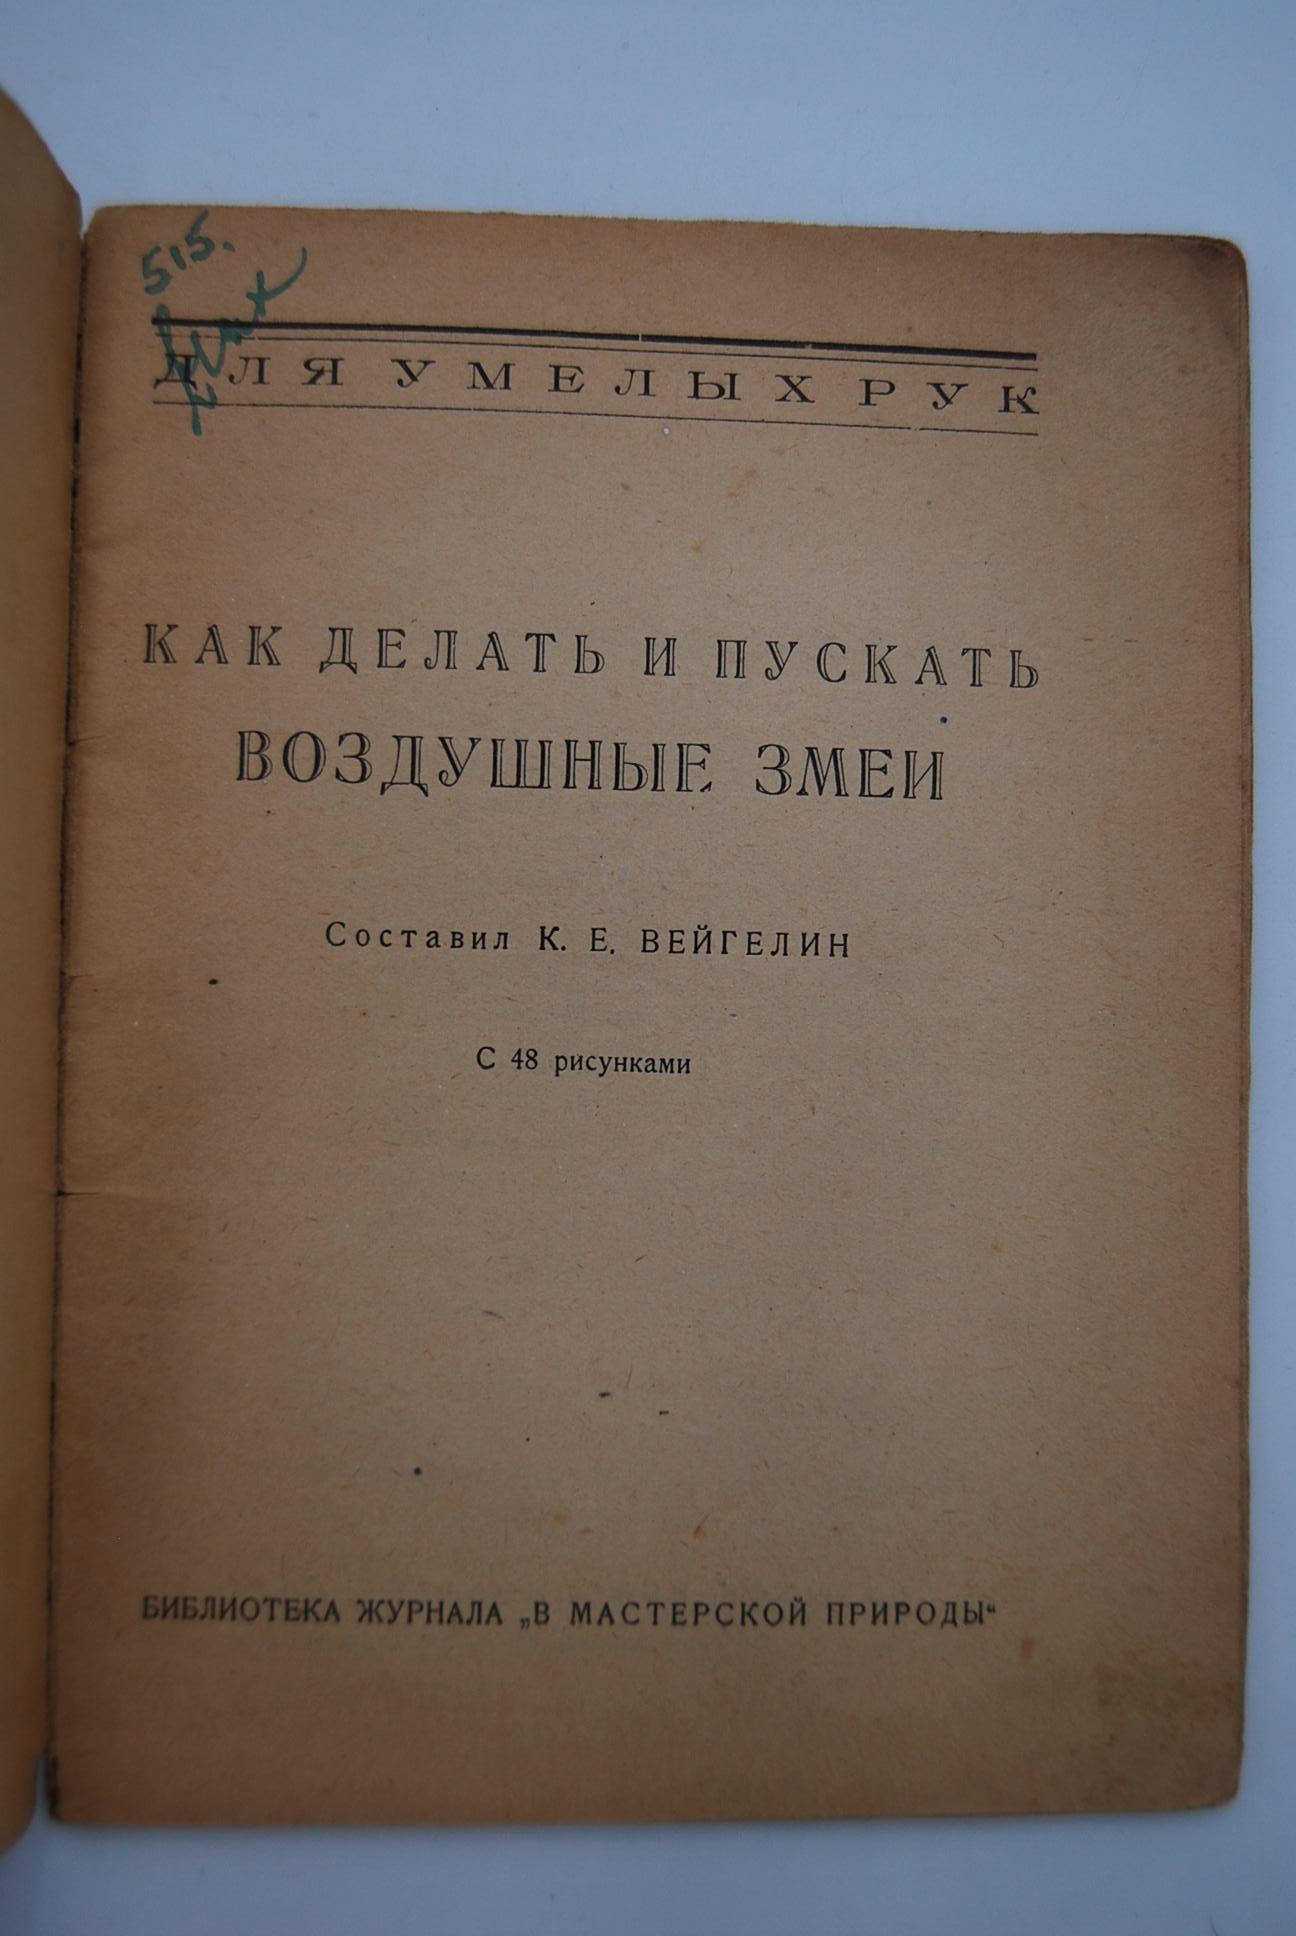 515.
ДЛЯ УМЕЛЫХ РУК
КАК ДЕЛАТЬ И ПУСКАТЬ
ВОЗДУШНЫЕ ЗМЕИ
Составил К. Е. ВЕЙГЕЛИН
С 48 рисунками
БИБЛИОТЕКА ЖУРНАЛА „В МАСТЕРСКОЙ ПРИРОДЫ“